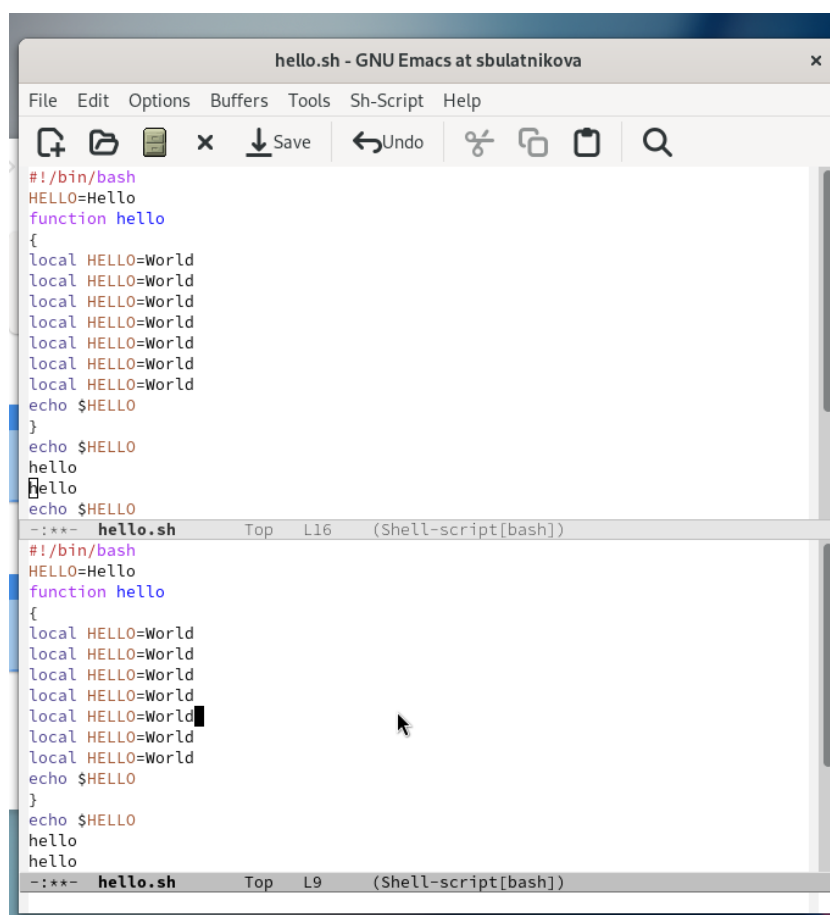 hello.sh - GNU Emacs at sbulatnikova
File Edit Options Buffers Tools Sh-Script Help
Save Undo
#!/bin/bash
HELLO=Hello
function hello
{
local HELLO=World
local HELLO=World
local HELLO=World
local HELLO=World
local HELLO=World
local HELLO=World
local HELLO=World
echo $HELLO
}
echo $HELLO
hello
hello
echo $HELLO
-:**- hello.sh Top L16 (Shell-script[bash])
#!/bin/bash
HELLO=Hello
function hello
{
local HELLO=World
local HELLO=World
local HELLO=World
local HELLO=World
local HELLO=World
local HELLO=World
local HELLO=World
echo $HELLO
}
echo $HELLO
hello
hello
-:**- hello.sh Top L9 (Shell-script[bash])